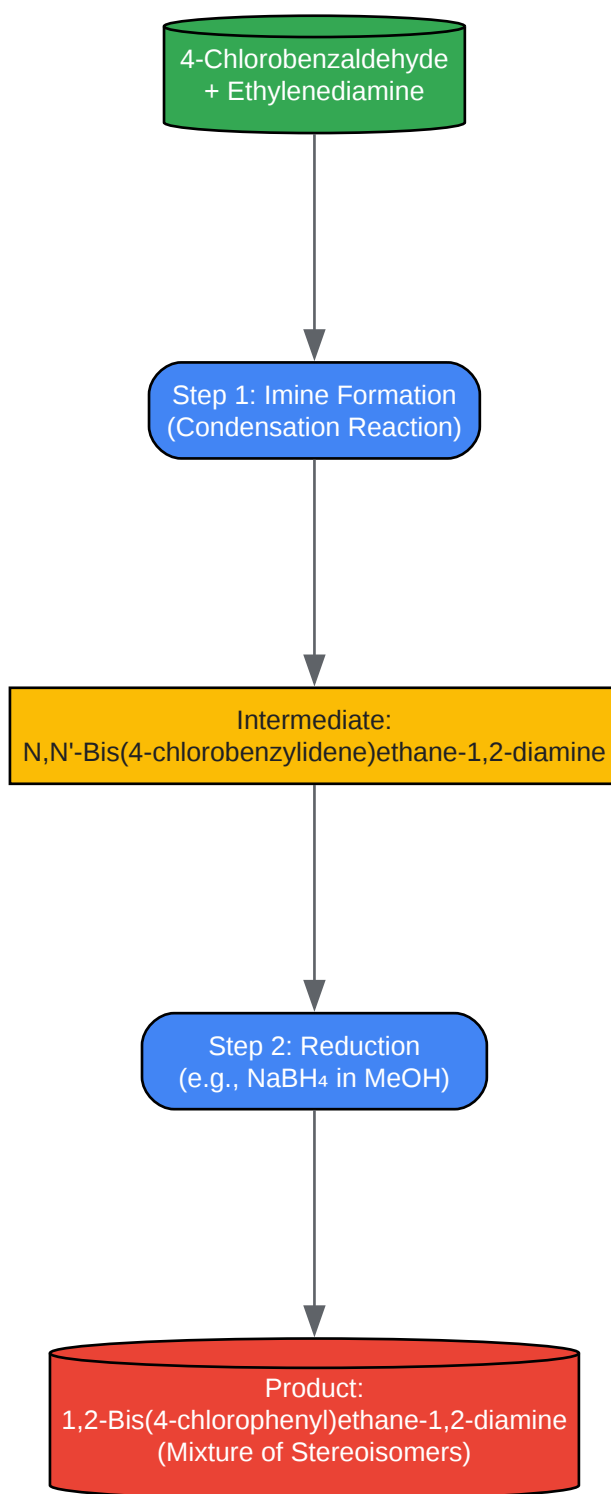 4-Chlorobenzaldehyde
+ Ethylenediamine
Step 1: Imine Formation
(Condensation Reaction)
Intermediate:
N,N'-Bis(4-chlorobenzylidene)ethane-1,2-diamine
Step 2: Reduction
(e.g., NaBH₄ in MeOH)
Product:
1,2-Bis(4-chlorophenyl)ethane-1,2-diamine
(Mixture of Stereoisomers)